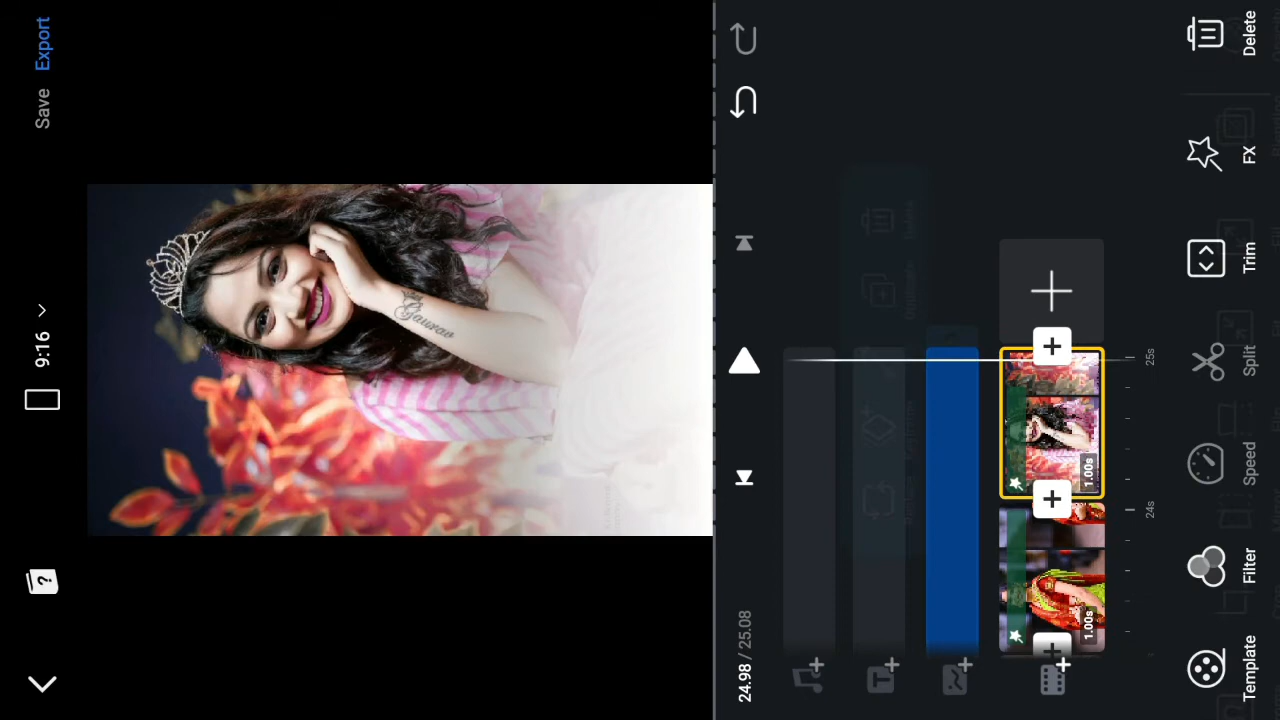 Save
Export
9:16
?
Gaurav
24.98 / 25.08
25s
24s
1.00s
1.00s
T
Template
Filter
Speed
Split
Trim
FX
Delete